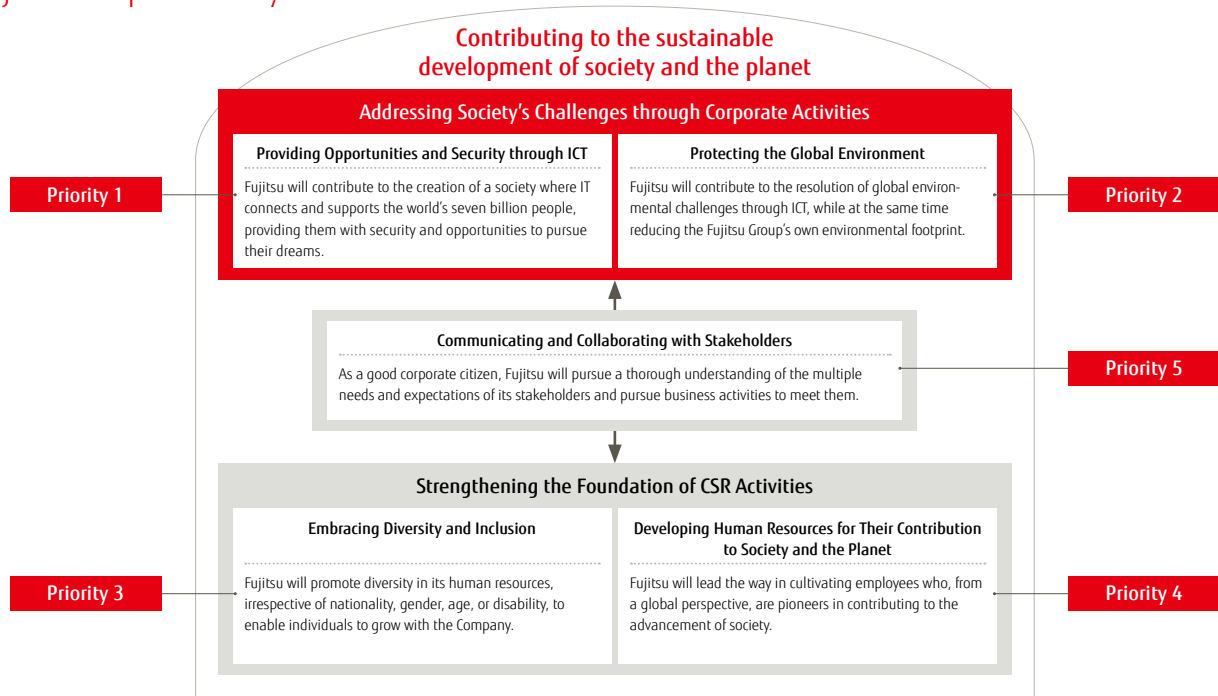 Contributing to the sustainable
development of society and the planet
Addressing Society's Challenges through Corporate Activities
Providing Opportunities and Security through ICT
Fujitsu will contribute to the creation of a society where IT
connects and supports the world's seven billion people,
providing them with security and opportunities to pursue
their dreams.
Protecting the Global Environment
Fujitsu will contribute to the resolution of global environ-
mental challenges through ICT, while at the same time
reducing the Fujitsu Group's own environmental footprint.
Priority 1
Priority 2
Communicating and Collaborating with Stakeholders
As a good corporate citizen, Fujitsu will pursue a thorough understanding of the multiple
needs and expectations of its stakeholders and pursue business activities to meet them.
Priority 5
Strengthening the Foundation of CSR Activities
Embracing Diversity and Inclusion
Fujitsu will promote diversity in its human resources,
irrespective of nationality, gender, age, or disability, to
enable individuals to grow with the Company.
Developing Human Resources for Their Contribution
to Society and the Planet
Fujitsu will lead the way in cultivating employees who, from
a global perspective, are pioneers in contributing to the
advancement of society.
Priority 3
Priority 4